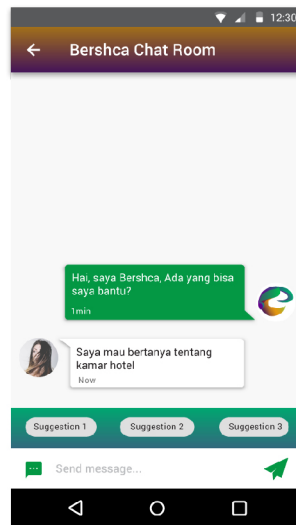 12:30
Bershca Chat Room
Hai, saya Bershca, Ada yang bisa
saya bantu?
1min
Saya mau bertanya tentang
kamar hotel
Now
Suggestion 1 Suggestion 2 Suggestion 3
Send message...